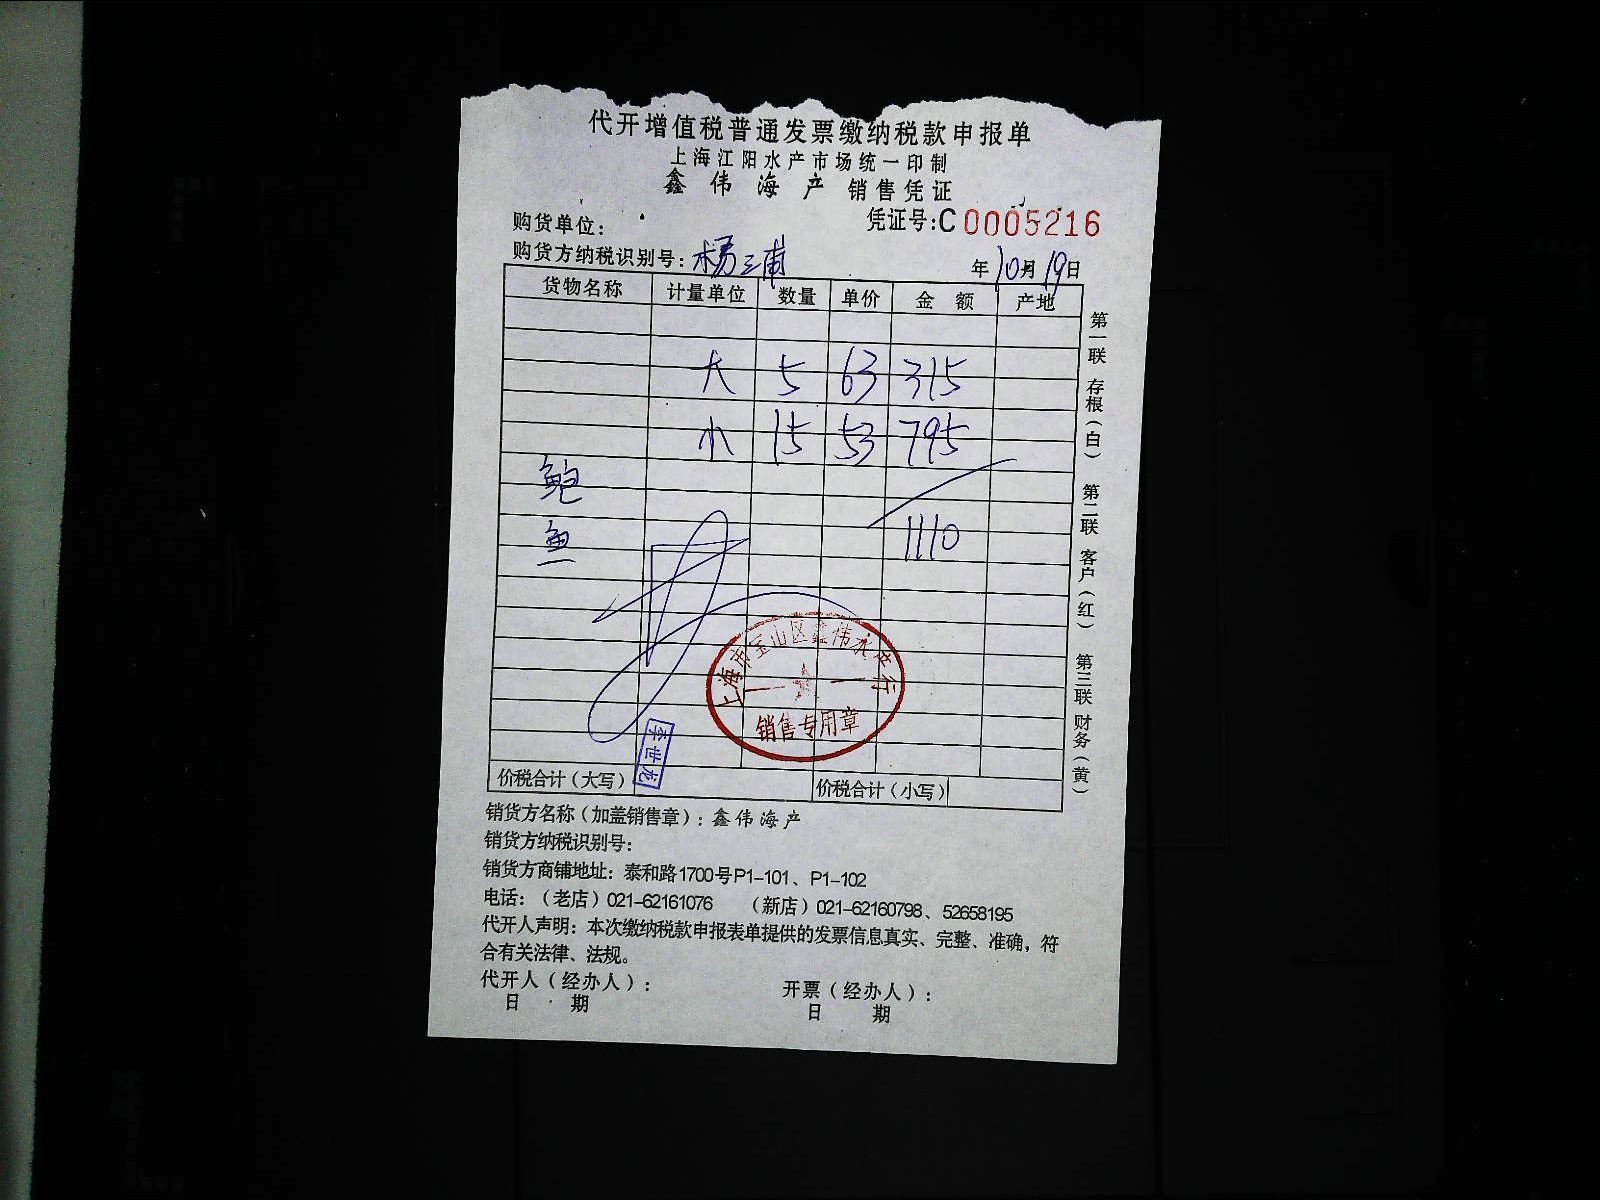 代开增值税普通发票缴纳税款申报单
上海江阳水产市场统一印制
鑫伟海产 销售凭证
购货单位：
凭证号:C 0005216
购货方纳税识别号：杨三甫
年10月19日
货物名称 计量单位 数量 单价 金额 产地
大 5 63 315
小 15 53 795
鲍
鱼 1110
上海市宝山区鑫伟水产行
销售专用章
李世龙
价税合计（大写） 价税合计（小写）
第一联 存根（白） 第二联 客户（红） 第三联 财务（黄）
销货方名称（加盖销售章）：鑫伟海产
销货方纳税识别号：
销货方商铺地址：泰和路1700号P1-101、P1-102
电话：（老店）021-62161076 （新店）021-62160798、52658195
代开人声明：本次缴纳税款申报表单提供的发票信息真实、完整、准确，符
合有关法律、法规。
代开人（经办人）： 开票（经办人）：
日 期 日 期